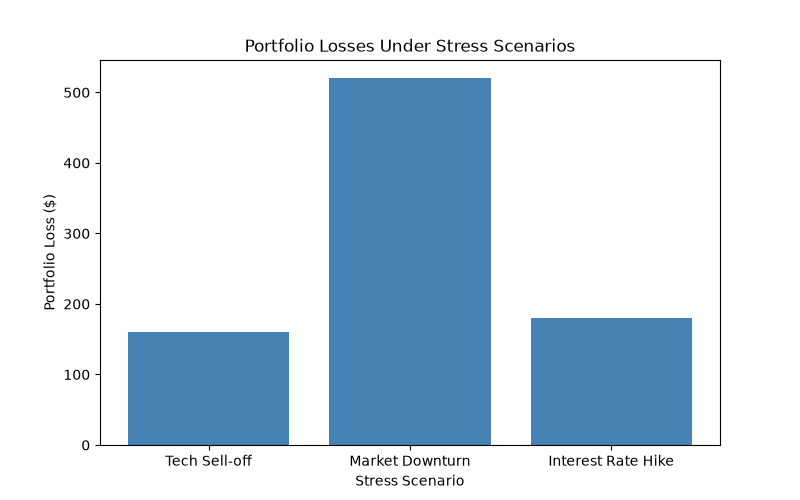 Portfolio Losses Under Stress Scenarios
Portfolio Loss ($)
500
400
300
200
100
0
Tech Sell-off Market Downturn Interest Rate Hike
Stress Scenario